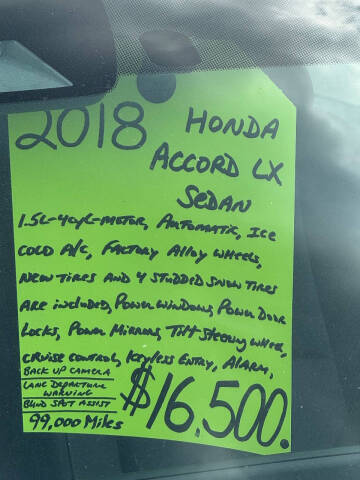 2018 HONDA
ACCORD LX
SEDAN
1.5L-4cyl-motor, Automatic, Ice
cold A/c, Factory Alloy wheels,
New tires and 4 studded snow tires
are included, Power windows, Power Door
Locks, Power Mirrors, Tilt steering wheel,
cruise control, Keyless Entry, Alarm,
BACK UP CAMERA
LANE DEPARTURE
WARNING
Blind SPOT ASSIST
99,000 Miles
$16,500.